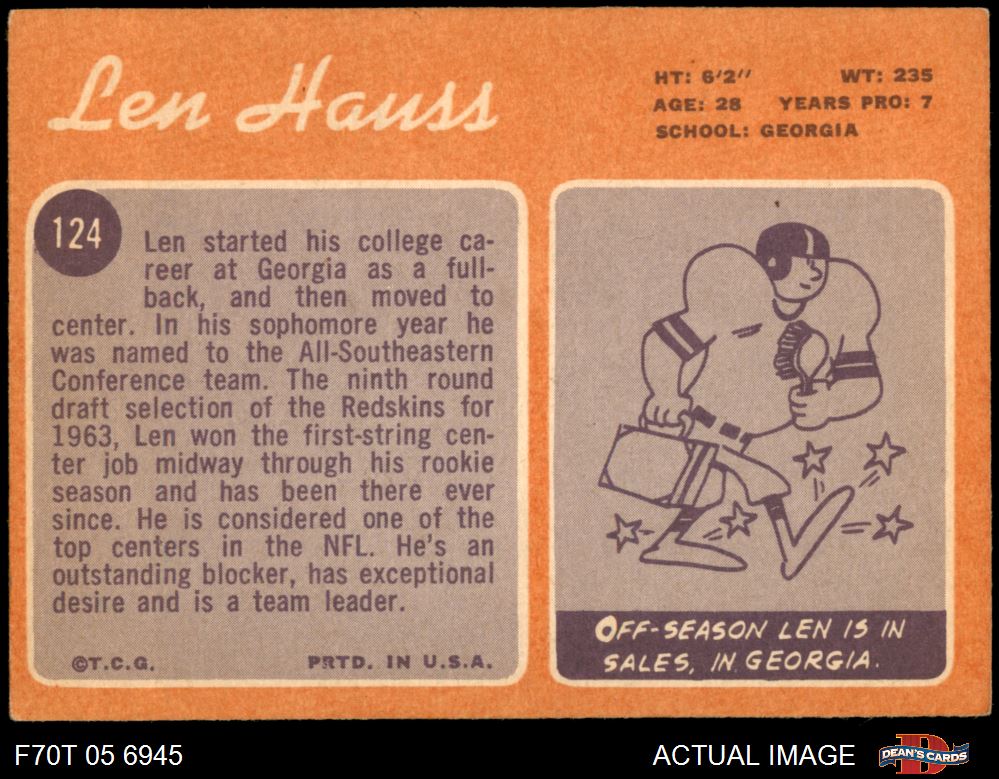 Len Hauss
HT: 6'2" WT: 235
AGE: 28 YEARS PRO: 7
SCHOOL: GEORGIA
124
Len started his college ca-
reer at Georgia as a full-
back, and then moved to
center. In his sophomore year he
was named to the All-Southeastern
Conference team. The ninth round
draft selection of the Redskins for
1963, Len won the first-string cen-
ter job midway through his rookie
season and has been there ever
since. He is considered one of the
top centers in the NFL. He's an
outstanding blocker, has exceptional
desire and is a team leader.
©T.C.G. PRTD. IN U.S.A.
OFF-SEASON LEN IS IN
SALES, IN GEORGIA.
F70T 05 6945
ACTUAL IMAGE
D
DEAN'S CARDS